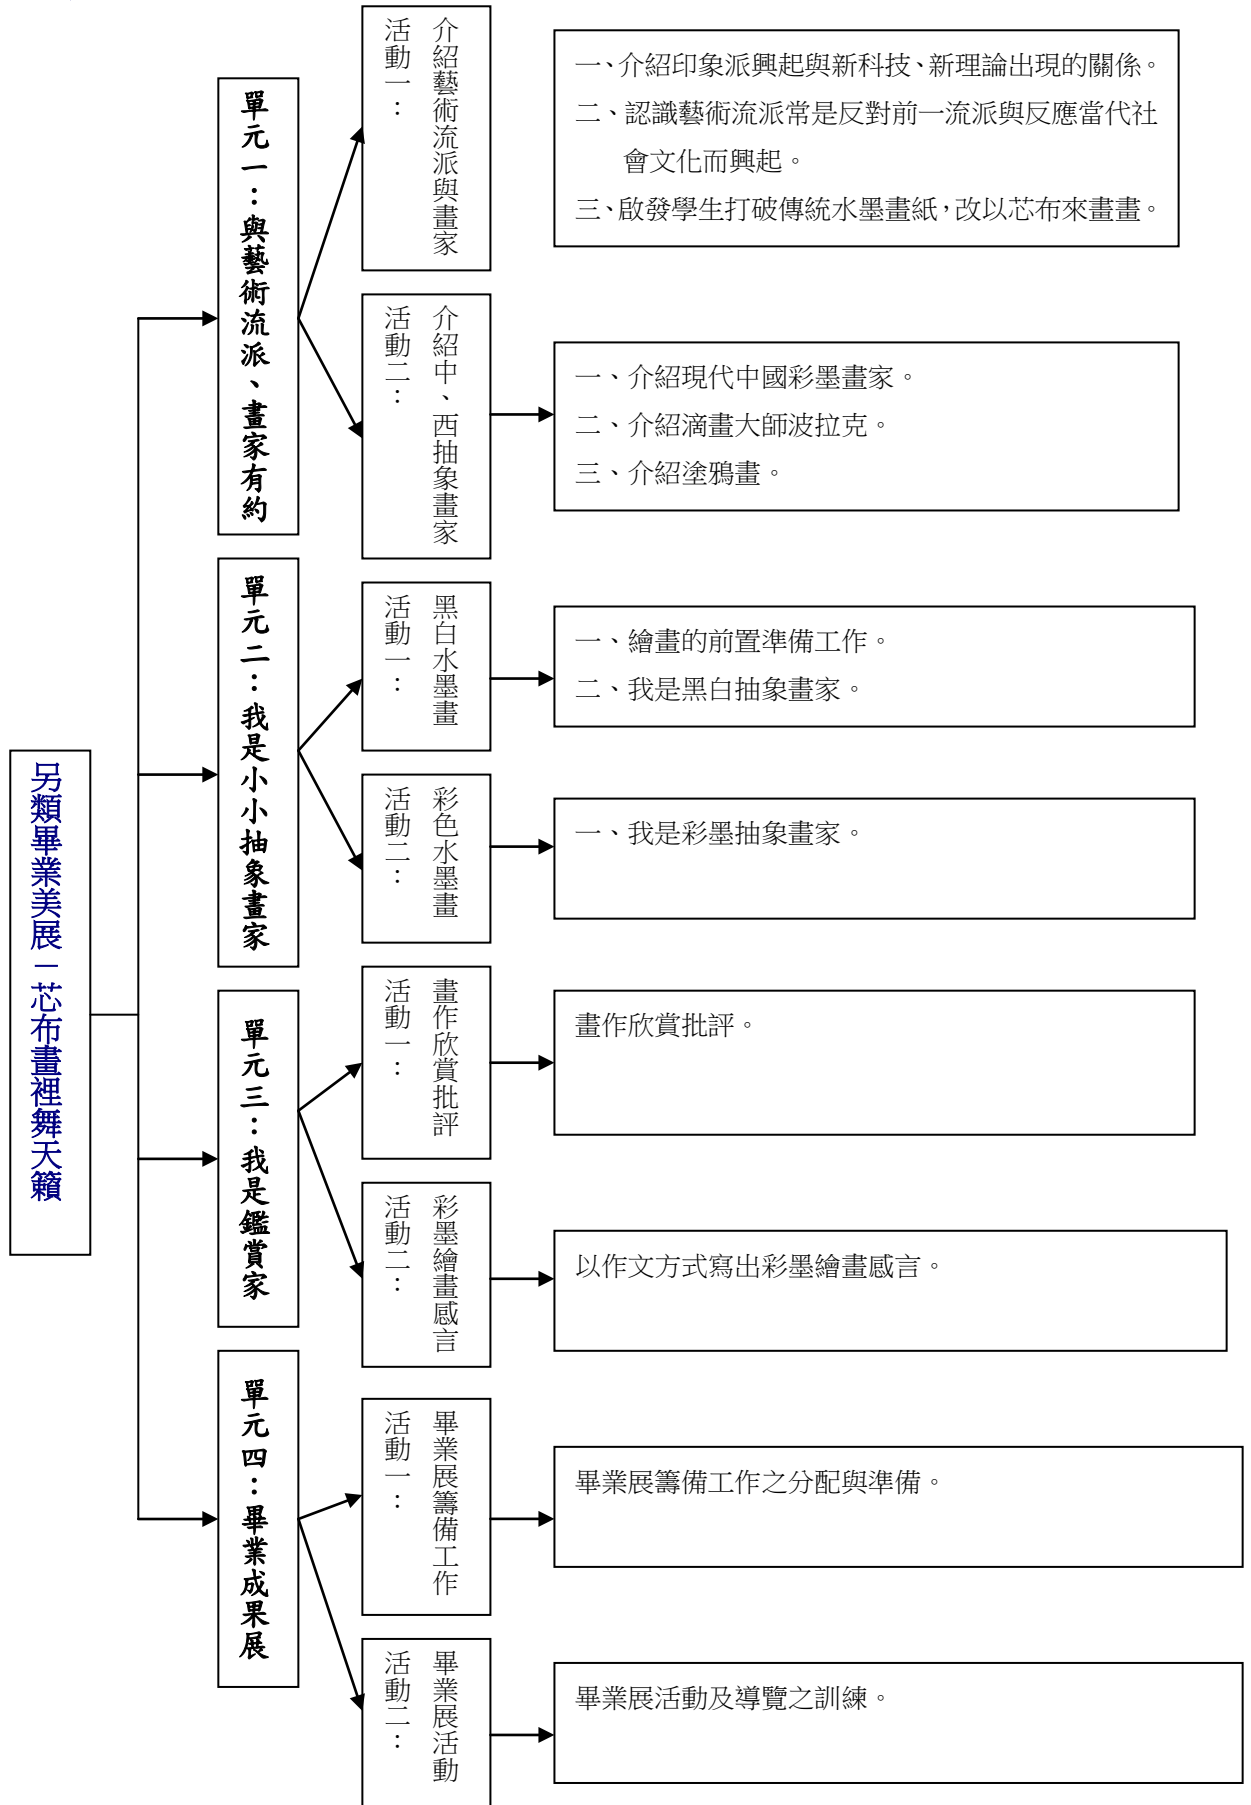 另類畢業美展－芯布畫裡舞天籟
單元一：與藝術流派、畫家有約
活動一：
介紹藝術流派與畫家
一、介紹印象派興起與新科技、新理論出現的關係。
二、認識藝術流派常是反對前一流派與反應當代社
會文化而興起。
三、啟發學生打破傳統水墨畫紙，改以芯布來畫畫。
活動二：
介紹中、西抽象畫家
一、介紹現代中國彩墨畫家。
二、介紹滴畫大師波拉克。
三、介紹塗鴉畫。
單元二：我是小小抽象畫家
活動一：
黑白水墨畫
一、繪畫的前置準備工作。
二、我是黑白抽象畫家。
活動二：
彩色水墨畫
一、我是彩墨抽象畫家。
單元三：我是鑑賞家
活動一：
畫作欣賞批評
畫作欣賞批評。
活動二：
彩墨繪畫感言
以作文方式寫出彩墨繪畫感言。
單元四：畢業成果展
活動一：
畢業展籌備工作
畢業展籌備工作之分配與準備。
活動二：
畢業展活動
畢業展活動及導覽之訓練。